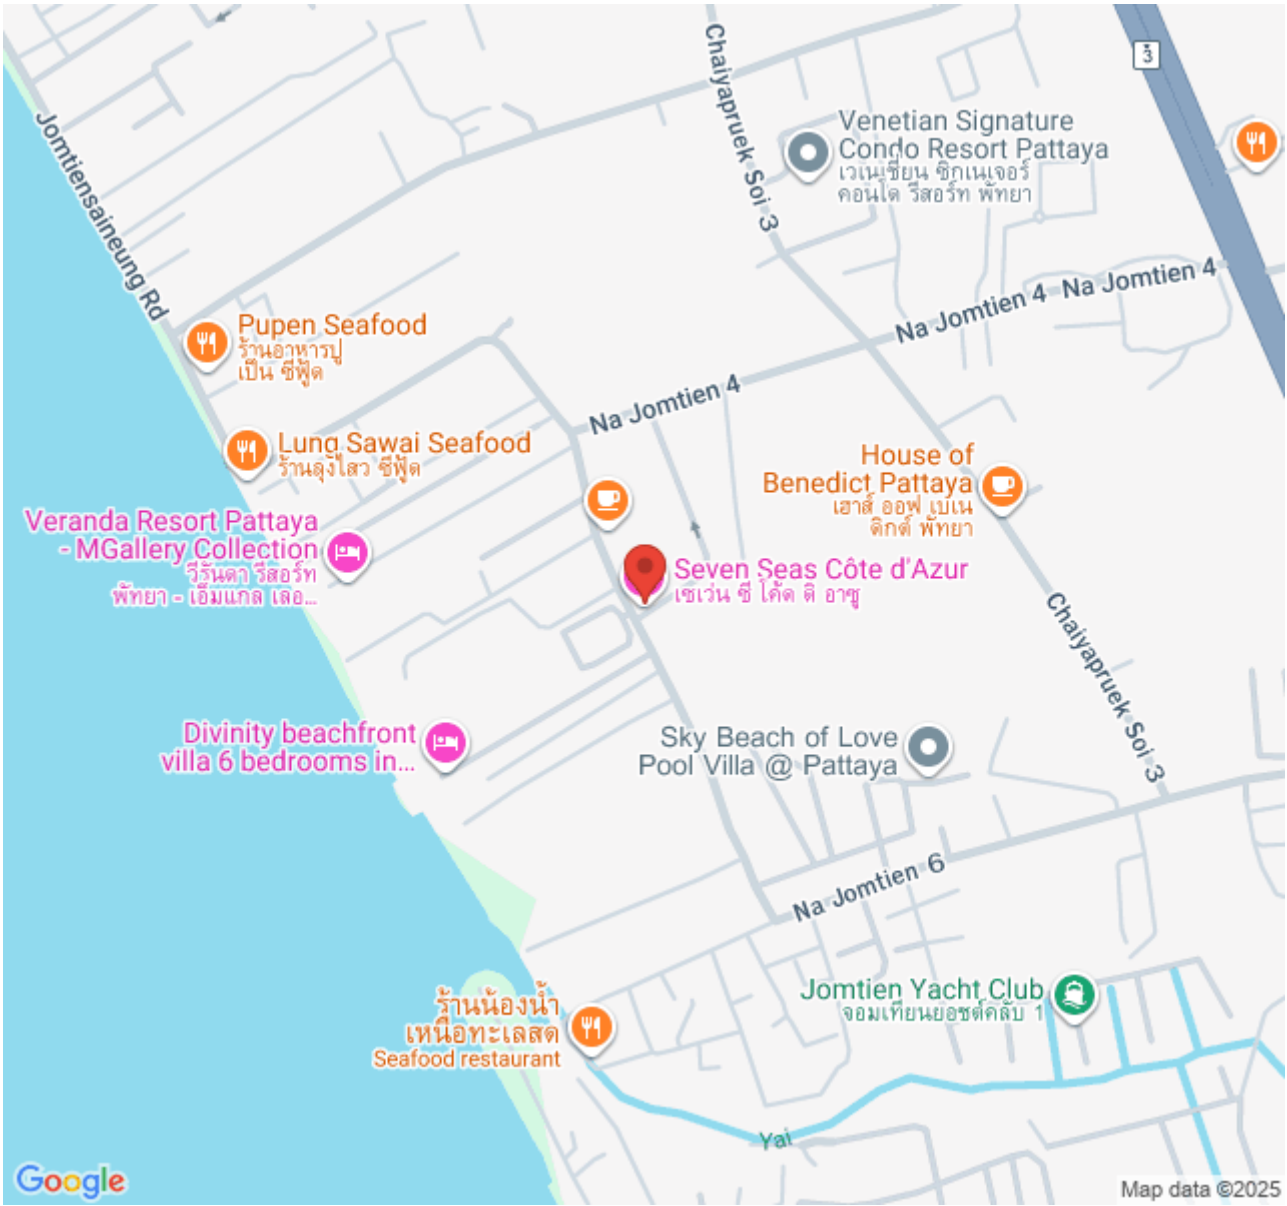 Chaiyapruek Soi 3
3
Venetian Signature
Condo Resort Pattaya
เวเนเชี่ยน ซิกเนเจอร์
คอนโด รีสอร์ท พัทยา
Jomtiensaineung Rd
Na Jomtien 4
Na Jomtien 4
Pupen Seafood
ร้านอาหารปู
เป็น ซีฟู้ด
Na Jomtien 4
Lung Sawai Seafood
ร้านลุงไสว ซีฟู้ด
House of
Benedict Pattaya
เฮาส์ ออฟ เบเน
ดิกต์ พัทยา
Veranda Resort Pattaya
- MGallery Collection
วีรันดา รีสอร์ท
พัทยา - เอ็มแกล เลอ...
Seven Seas Côte d'Azur
เซเว่น ซี โค้ด ดิ อาซู
Chaiyapruek Soi 3
Divinity beachfront
villa 6 bedrooms in...
Sky Beach of Love
Pool Villa @ Pattaya
Na Jomtien 6
Jomtien Yacht Club
จอมเทียนยอชต์คลับ 1
ร้านน้องน้ำ
เหนือทะเลสด
Seafood restaurant
Yai
Google
Map data ©2025